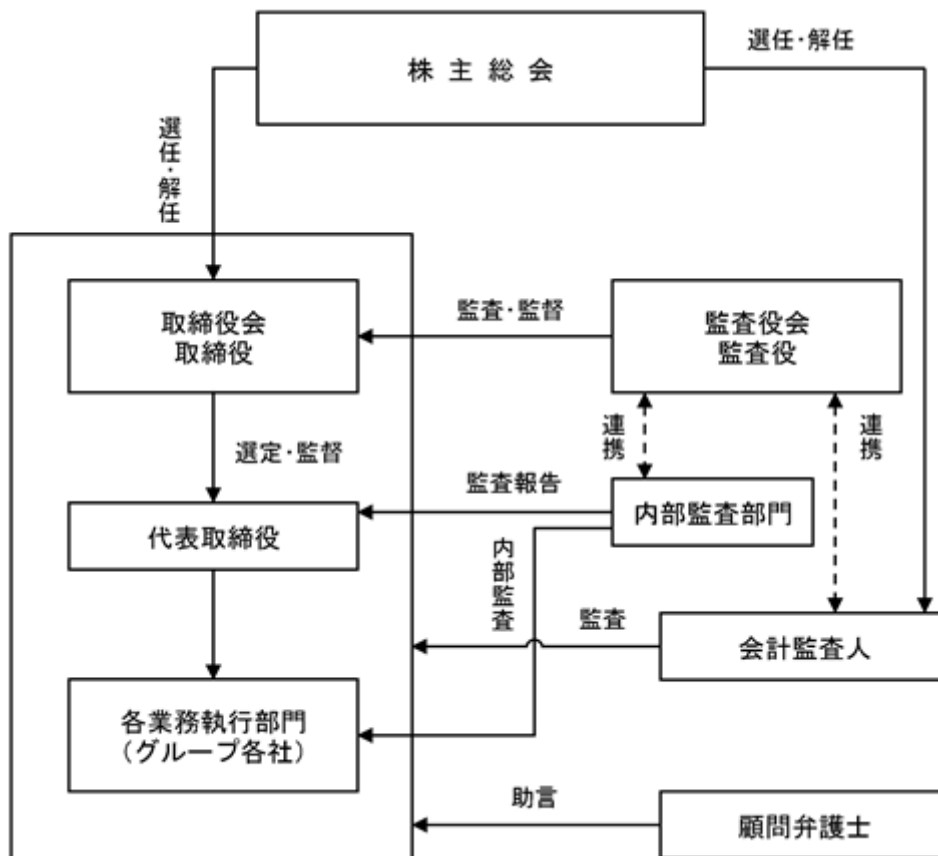 株主総会
選任・解任
選任・解任
取締役会
取締役
監査・監督
監査役会
監査役
選定・監督
連携
連携
監査報告
内部監査部門
代表取締役
内部監査
監査
会計監査人
各業務執行部門
（グループ各社）
助言
顧問弁護士